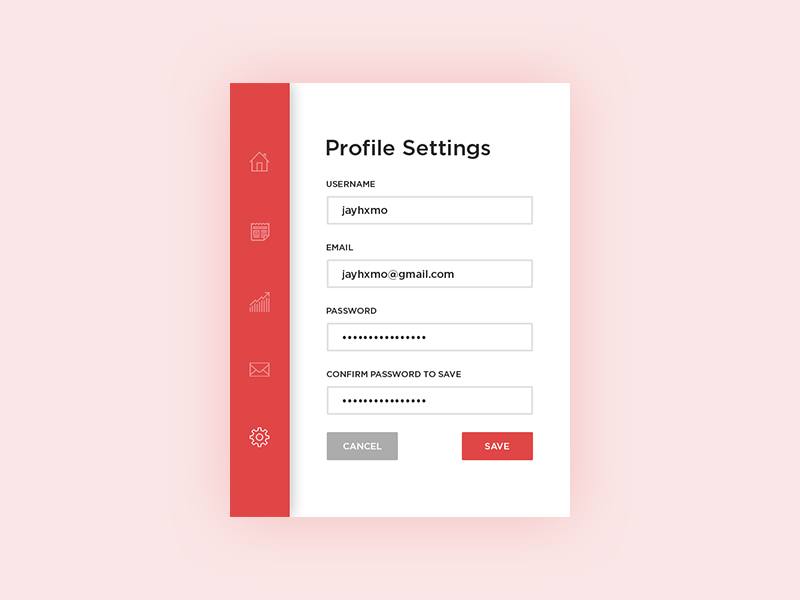 Profile Settings
USERNAME
jayhxmo
EMAIL
jayhxmo@gmail.com
PASSWORD
••••••••••••••••
CONFIRM PASSWORD TO SAVE
••••••••••••••••
CANCEL
SAVE